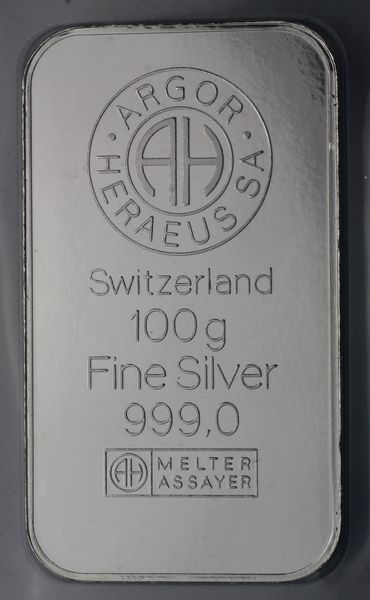 · ARGOR ·
HERAEUS SA
AH
Switzerland
100g
Fine Silver
999,0
AH MELTER
ASSAYER